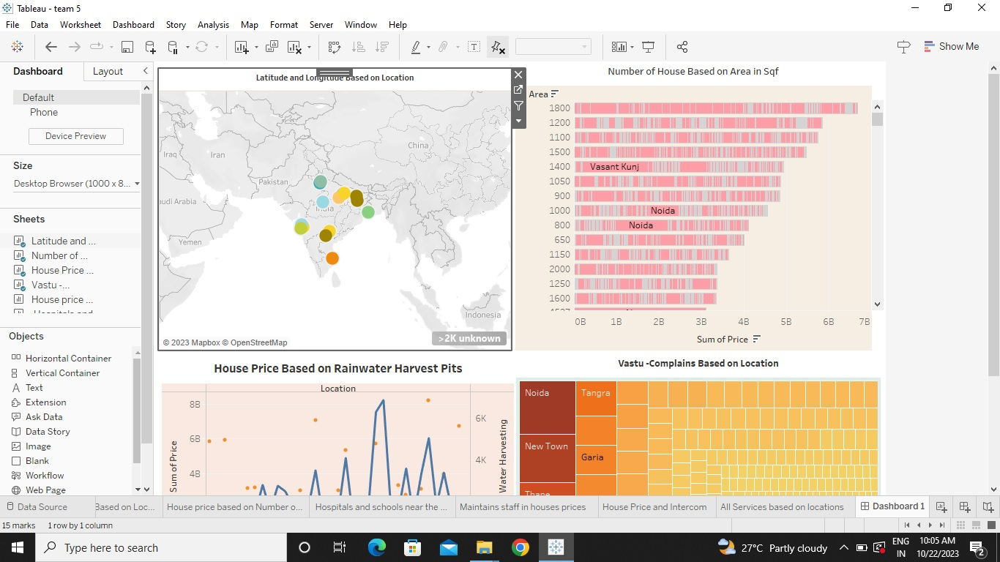 Tableau - team 5
File Data Worksheet Dashboard Story Analysis Map Format Server Window Help
Show Me
Dashboard Layout
Default
Phone
Device Preview
Size
Desktop Browser (1000 x 8...
Sheets
Latitude and ...
Number of ...
House Price ...
Vastu -...
House price ...
Hospitals and
Objects
Horizontal Container
Vertical Container
Text
Extension
Ask Data
Data Story
Image
Blank
Workflow
Web Page
Latitude and Longitude Based on Location
China
Iraq
Iran
Pakistan
audi Arabia
India
Yemen
Indonesia
© 2023 Mapbox © OpenStreetMap
>2K unknown
Number of House Based on Area in Sqf
Area
1800
1200
1100
1500
1400 Vasant Kunj
1050
900
1000 Noida
800 Noida
650
1150
2000
1250
1600
0B 1B 2B 3B 4B 5B 6B 7B
Sum of Price
House Price Based on Rainwater Harvest Pits
Location
8B
6B
4B
Sum of Price
6K
4K
Water Harvesting
Vastu -Complains Based on Location
Noida
Tangra
New Town
Garia
Thane
Data Source Based on Loc... House price based on Number o... Hospitals and schools near the ... Maintains staff in houses prices House Price and Intercom All Services based on locations Dashboard 1
15 marks 1 row by 1 column
Type here to search
27°C Partly cloudy
ENG
IN
10:05 AM
10/22/2023
2